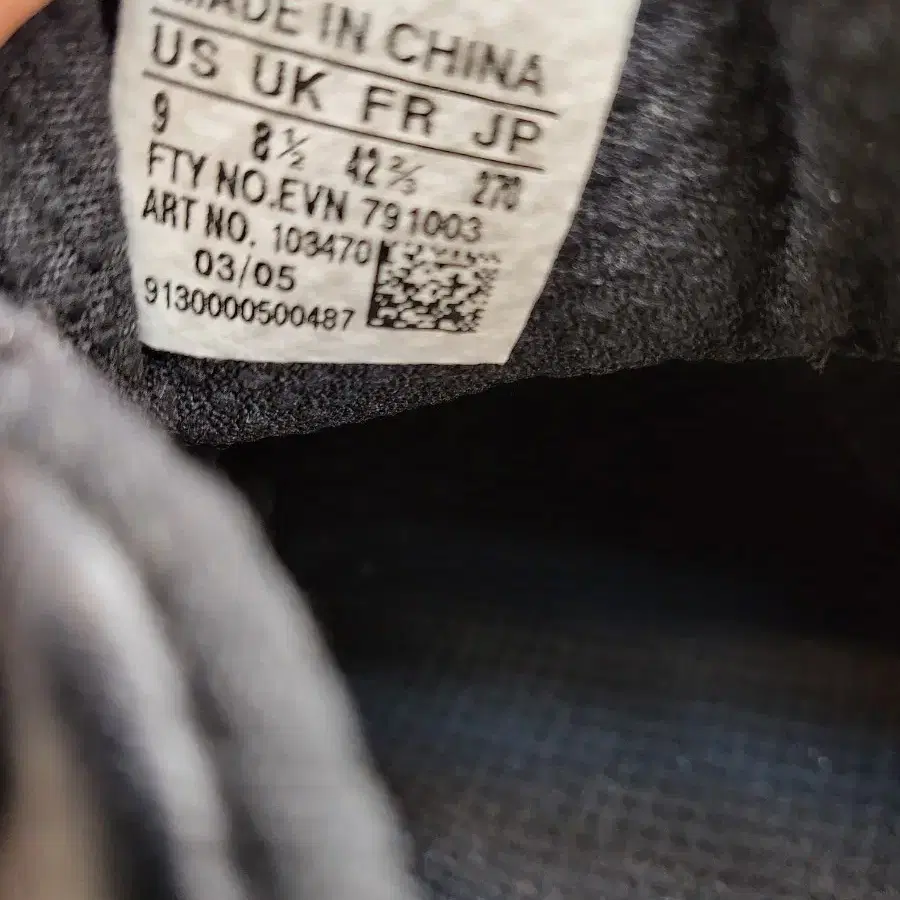 MADE IN CHINA
US UK FR JP
9 8½ 42⅔ 270
FTY NO.EVN 791003
ART NO. 103470
03/05
9130000500487